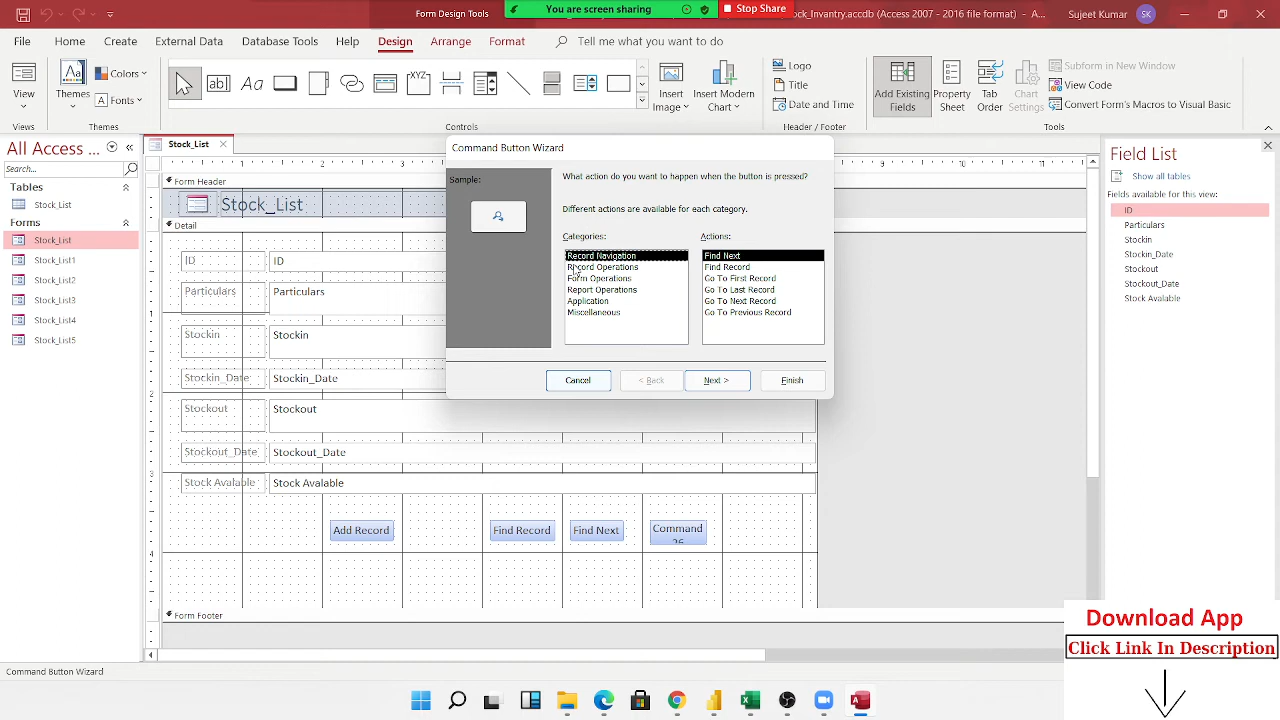 Form Design Tools
You are screen sharing
Stop Share
ock_Invantry.accdb (Access 2007 - 2016 file format) - A...
Sujeet Kumar
SK
File
Home
Create
External Data
Database Tools
Help
Design
Arrange
Format
Tell me what you want to do
View
Views
Themes
Colors
Fonts
Themes
ab|
Aa
XYZ
Controls
Insert Image
Insert Modern Chart
Logo
Title
Date and Time
Header / Footer
Add Existing Fields
Property Sheet
Tab Order
Chart Settings
Subform in New Window
View Code
Convert Form's Macros to Visual Basic
Tools
All Access ...
Search...
Tables
Stock_List
Forms
Stock_List
Stock_List1
Stock_List2
Stock_List3
Stock_List4
Stock_List5
Stock_List
Form Header
Stock_List
Detail
ID
ID
Particulars
Particulars
Stockin
Stockin
Stockin_Date
Stockin_Date
Stockout
Stockout
Stockout_Date
Stockout_Date
Stock Avalable
Stock Avalable
Add Record
Find Record
Find Next
Command
26
Form Footer
Command Button Wizard
Sample:
What action do you want to happen when the button is pressed?
Different actions are available for each category.
Categories:
Record Navigation
Record Operations
Form Operations
Report Operations
Application
Miscellaneous
Actions:
Find Next
Find Record
Go To First Record
Go To Last Record
Go To Next Record
Go To Previous Record
Cancel
< Back
Next >
Finish
Field List
Show all tables
Fields available for this view:
ID
Particulars
Stockin
Stockin_Date
Stockout
Stockout_Date
Stock Avalable
Download App
Click Link In Description
Command Button Wizard